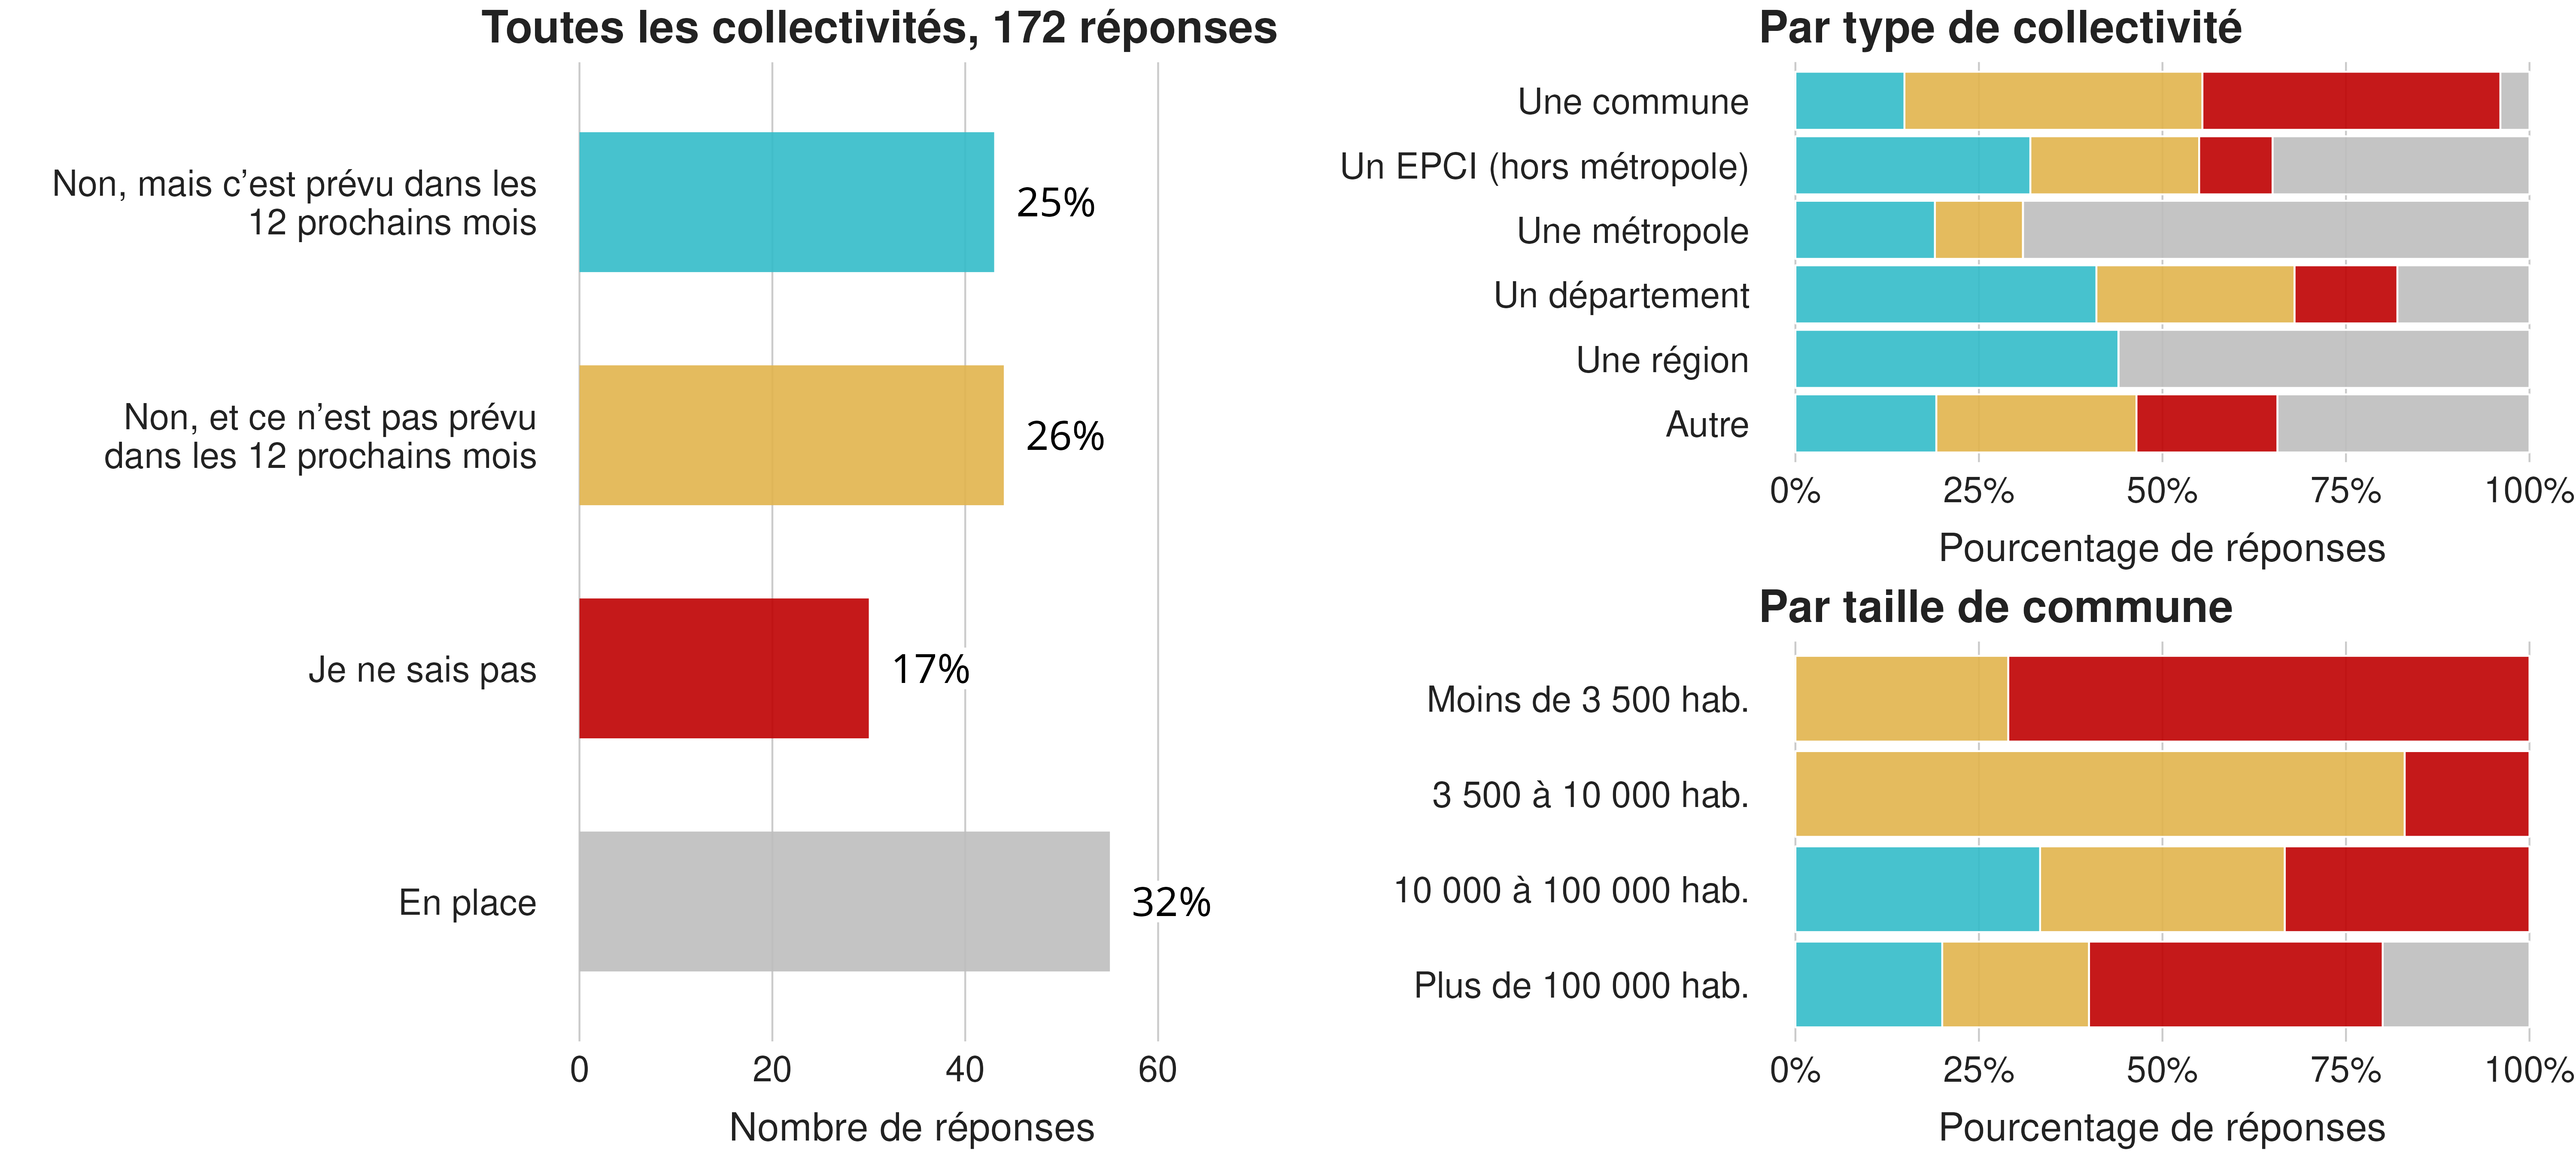 Toutes les collectivités, 172 réponses
Non, mais c’est prévu dans les
12 prochains mois
25%
Non, et ce n’est pas prévu
dans les 12 prochains mois
26%
Je ne sais pas
17%
En place
32%
0 20 40 60
Nombre de réponses
Par type de collectivité
Une commune
Un EPCI (hors métropole)
Une métropole
Un département
Une région
Autre
0% 25% 50% 75% 100%
Pourcentage de réponses
Par taille de commune
Moins de 3 500 hab.
3 500 à 10 000 hab.
10 000 à 100 000 hab.
Plus de 100 000 hab.
0% 25% 50% 75% 100%
Pourcentage de réponses